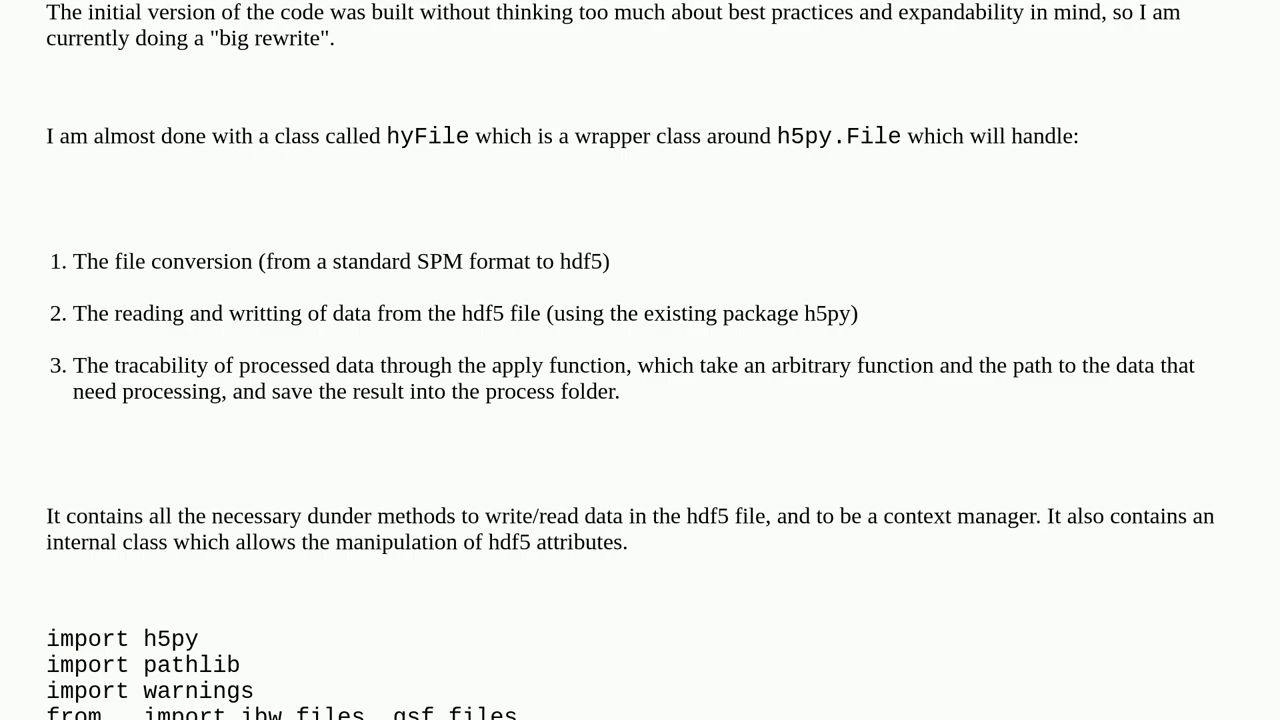 The initial version of the code was built without thinking too much about best practices and expandability in mind, so I am
currently doing a "big rewrite".
I am almost done with a class called hyFile which is a wrapper class around h5py.File which will handle:
1. The file conversion (from a standard SPM format to hdf5)
2. The reading and writting of data from the hdf5 file (using the existing package h5py)
3. The tracability of processed data through the apply function, which take an arbitrary function and the path to the data that
need processing, and save the result into the process folder.
It contains all the necessary dunder methods to write/read data in the hdf5 file, and to be a context manager. It also contains an
internal class which allows the manipulation of hdf5 attributes.
import h5py
import pathlib
import warnings
from . import ibw_files, gsf_files